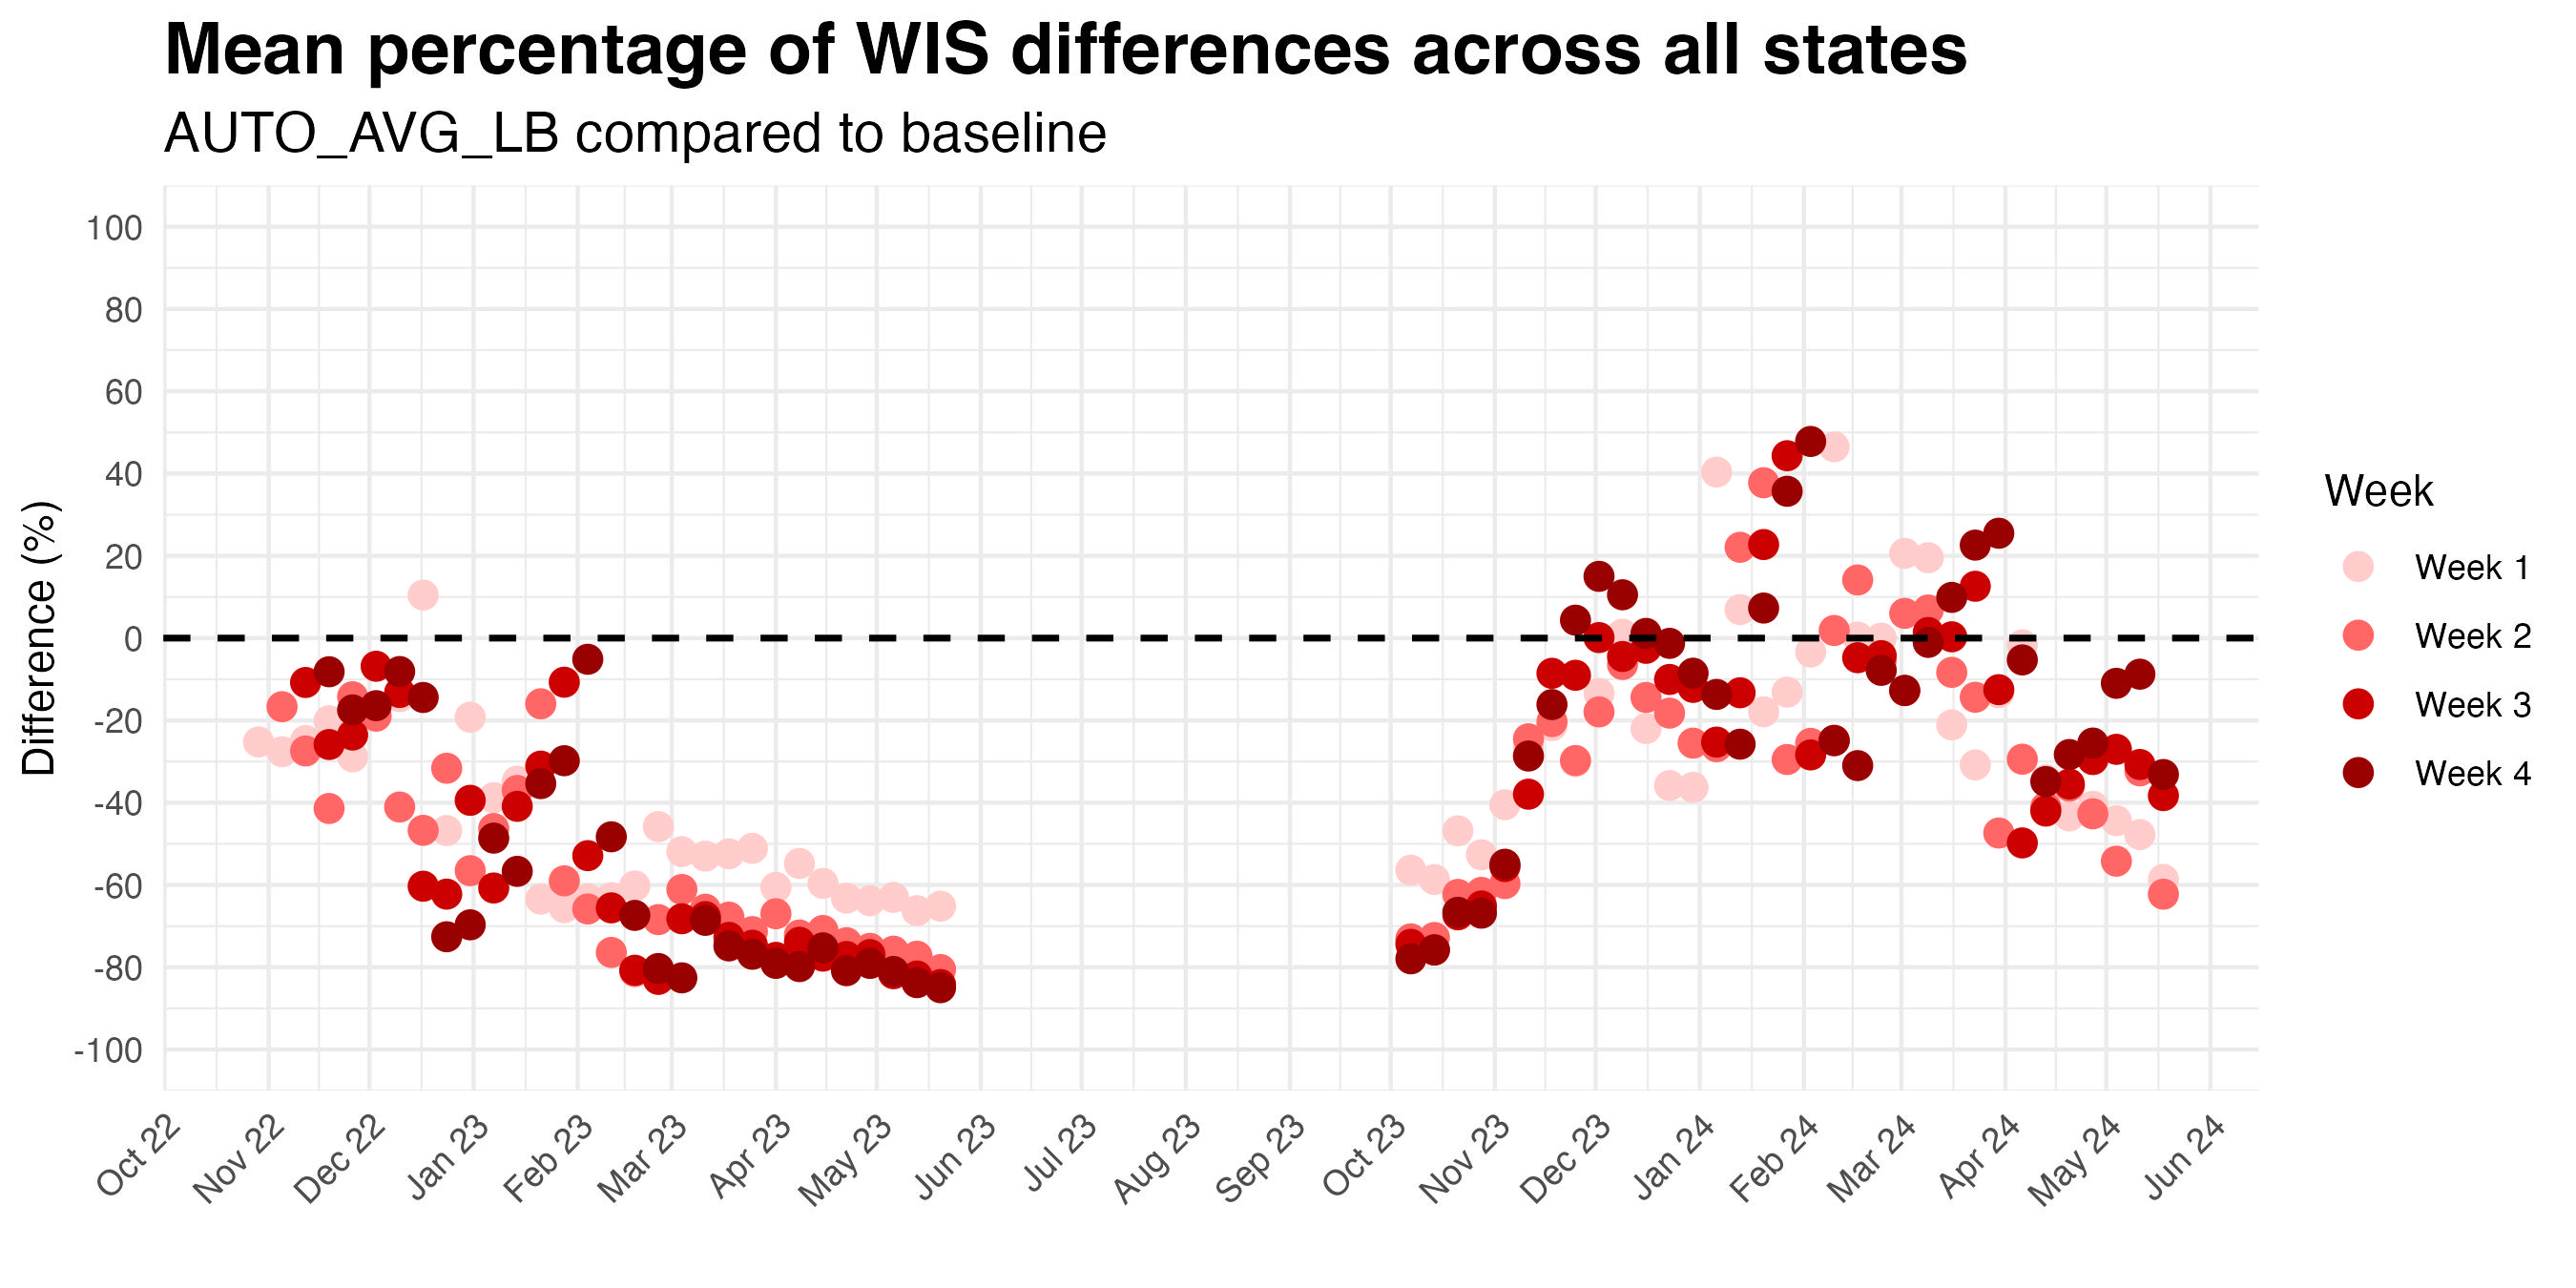 Mean percentage of WIS differences across all states
AUTO_AVG_LB compared to baseline
Difference (%)
100
80
60
40
20
0
-20
-40
-60
-80
-100
Oct 22
Nov 22
Dec 22
Jan 23
Feb 23
Mar 23
Apr 23
May 23
Jun 23
Jul 23
Aug 23
Sep 23
Oct 23
Nov 23
Dec 23
Jan 24
Feb 24
Mar 24
Apr 24
May 24
Jun 24
Week
Week 1
Week 2
Week 3
Week 4